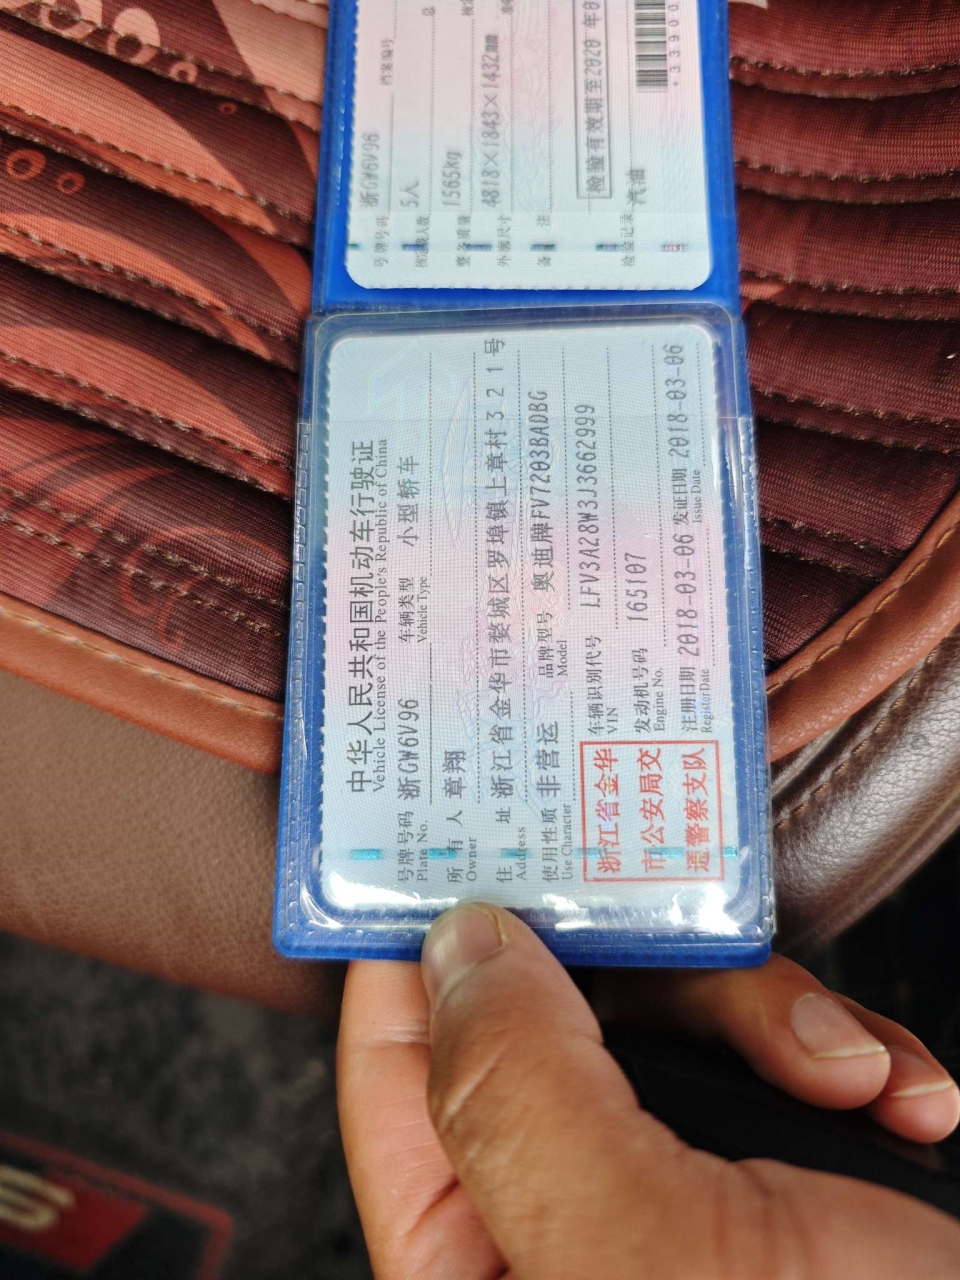 中华人民共和国机动车行驶证
Vehicle License of the People's Republic of China
号牌号码 浙GW6V96 车辆类型 小型轿车
Plate No. Vehicle Type
所有人 章翔
Owner
住址 浙江省金华市婺城区罗埠镇上章村321号
Address
使用性质 非营运 品牌型号 奥迪牌FV7203BADBG
Use Character Model
浙江省金华
市公安局交
通警察支队
车辆识别代号 LFV3A28W3J3662999
VIN
发动机号码 165107
Engine No.
注册日期 2018-03-06 发证日期 2018-03-06
Register Date Issue Date
号牌号码 浙GW6V96 档案编号
核定载人数 5人 总
整备质量 1565kg
外廓尺寸 4818×1843×1432mm
备注
检验有效期至2020年0
检验记录 汽油
*33900